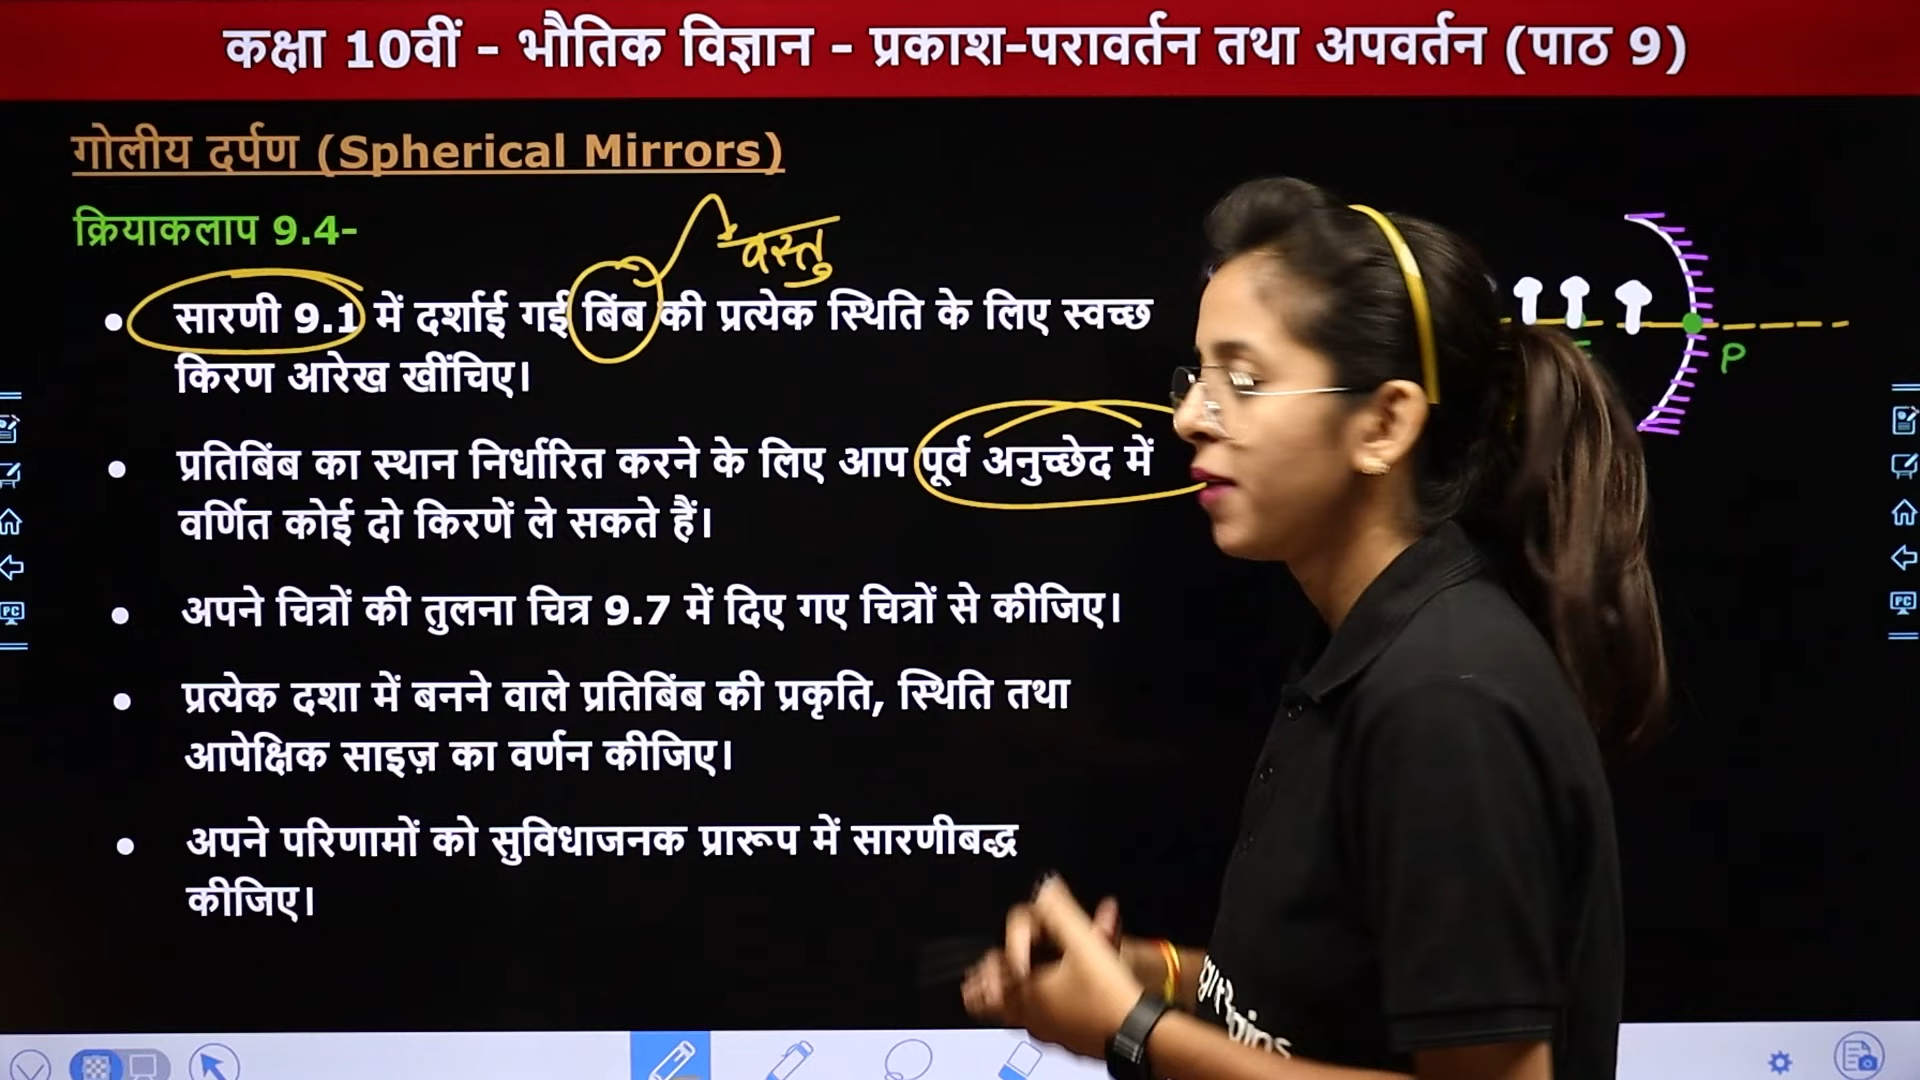 कक्षा 10वीं - भौतिक विज्ञान - प्रकाश-परावर्तन तथा अपवर्तन (पाठ 9)
गोलीय दर्पण (Spherical Mirrors)
क्रियाकलाप 9.4-
वस्तु
• सारणी 9.1 में दर्शाई गई बिंब की प्रत्येक स्थिति के लिए स्वच्छ
किरण आरेख खींचिए।
P
• प्रतिबिंब का स्थान निर्धारित करने के लिए आप पूर्व अनुच्छेद में
वर्णित कोई दो किरणें ले सकते हैं।
• अपने चित्रों की तुलना चित्र 9.7 में दिए गए चित्रों से कीजिए।
• प्रत्येक दशा में बनने वाले प्रतिबिंब की प्रकृति, स्थिति तथा
आपेक्षिक साइज़ का वर्णन कीजिए।
• अपने परिणामों को सुविधाजनक प्रारूप में सारणीबद्ध
कीजिए।
PC
PC